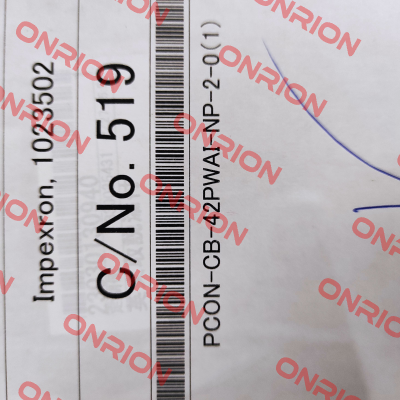 Impexron, 1023502
C/No. 519
PCON-CB-42PWAI-NP-2-0(1)
ONRION